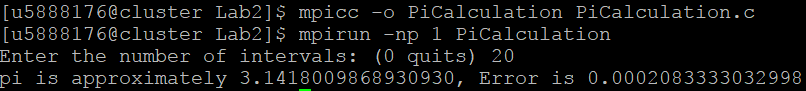 [u5888176@cluster Lab2]$ mpicc -o PiCalculation PiCalculation.c
[u5888176@cluster Lab2]$ mpirun -np 1 PiCalculation
Enter the number of intervals: (0 quits) 20
pi is approximately 3.1418009868930930, Error is 0.0002083333032998